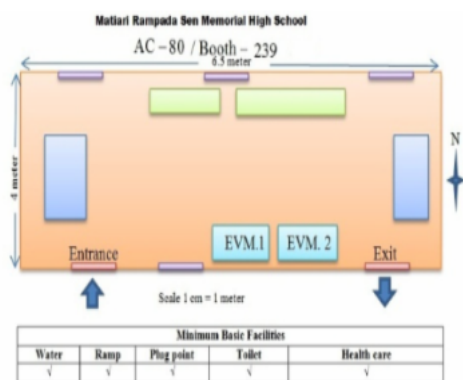 Matiari Rampada Sen Memorial High School
AC – 80 / Booth – 239
6.5 meter
4 meter
N
EVM.1 EVM. 2
Entrance Exit
Scale 1 cm = 1 meter
Minimum Basic Facilities
Water Ramp Plug point Toilet Health care
√ √ √ √ √